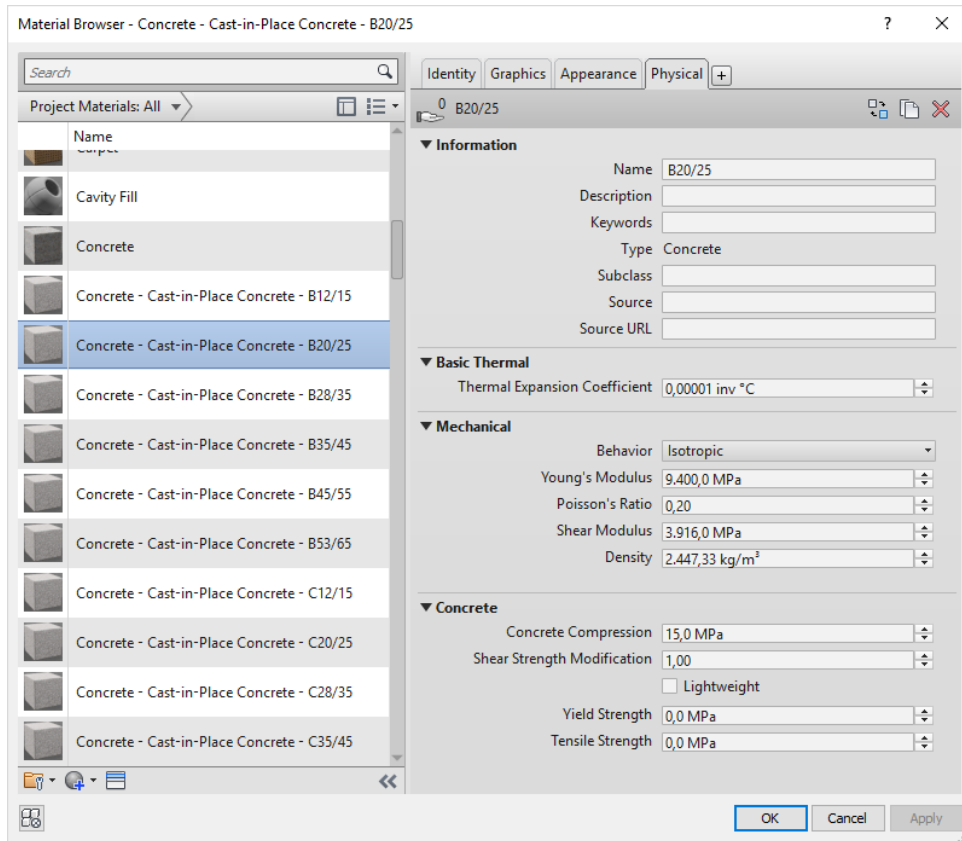 Material Browser - Concrete - Cast-in-Place Concrete - B20/25
?
Search
Project Materials: All
Name
Carpet
Cavity Fill
Concrete
Concrete - Cast-in-Place Concrete - B12/15
Concrete - Cast-in-Place Concrete - B20/25
Concrete - Cast-in-Place Concrete - B28/35
Concrete - Cast-in-Place Concrete - B35/45
Concrete - Cast-in-Place Concrete - B45/55
Concrete - Cast-in-Place Concrete - B53/65
Concrete - Cast-in-Place Concrete - C12/15
Concrete - Cast-in-Place Concrete - C20/25
Concrete - Cast-in-Place Concrete - C28/35
Concrete - Cast-in-Place Concrete - C35/45
Identity Graphics Appearance Physical +
0 B20/25
Information
Name B20/25
Description
Keywords
Type Concrete
Subclass
Source
Source URL
Basic Thermal
Thermal Expansion Coefficient 0,00001 inv °C
Mechanical
Behavior Isotropic
Young's Modulus 9.400,0 MPa
Poisson's Ratio 0,20
Shear Modulus 3.916,0 MPa
Density 2.447,33 kg/m³
Concrete
Concrete Compression 15,0 MPa
Shear Strength Modification 1,00
Lightweight
Yield Strength 0,0 MPa
Tensile Strength 0,0 MPa
OK Cancel Apply